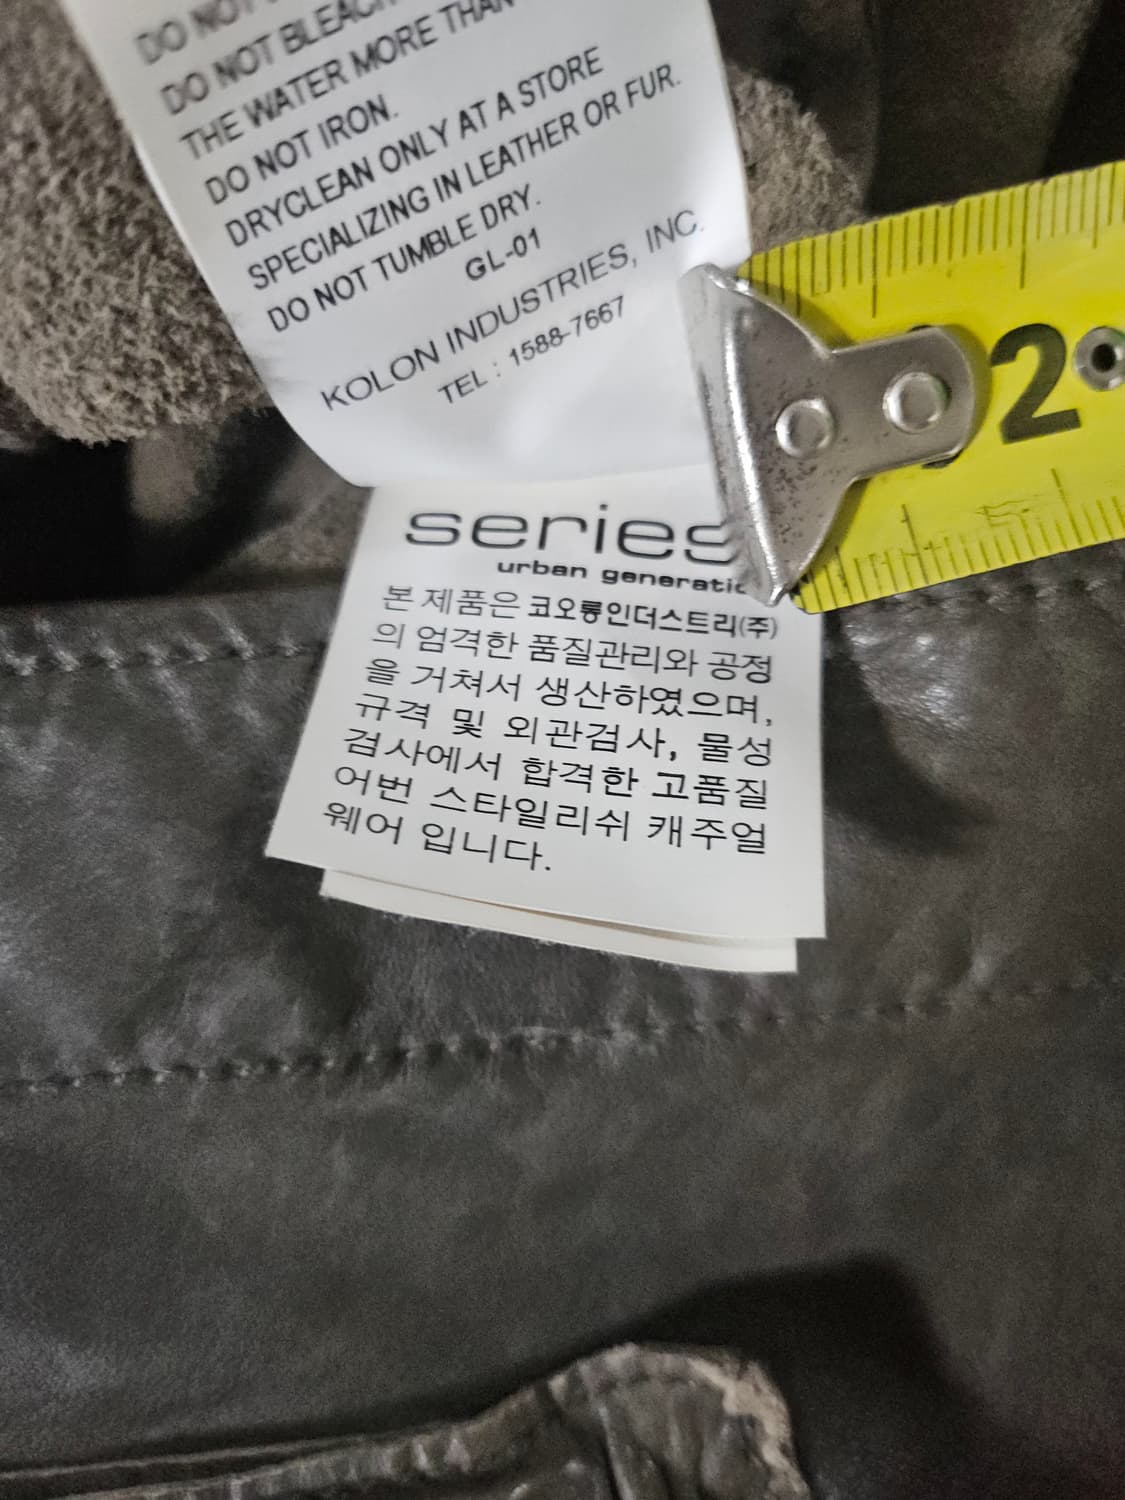 DO NOT
DO NOT BLEACH
THE WATER MORE THAN
DO NOT IRON.
DRYCLEAN ONLY AT A STORE
SPECIALIZING IN LEATHER OR FUR.
DO NOT TUMBLE DRY.
GL-01
KOLON INDUSTRIES, INC.
TEL : 1588-7667
2
series
urban generatio
본 제품은 코오롱인더스트리(주)
의 엄격한 품질관리와 공정
을 거쳐서 생산하였으며,
규격 및 외관검사, 물성
검사에서 합격한 고품질
어번 스타일리쉬 캐주얼
웨어 입니다.